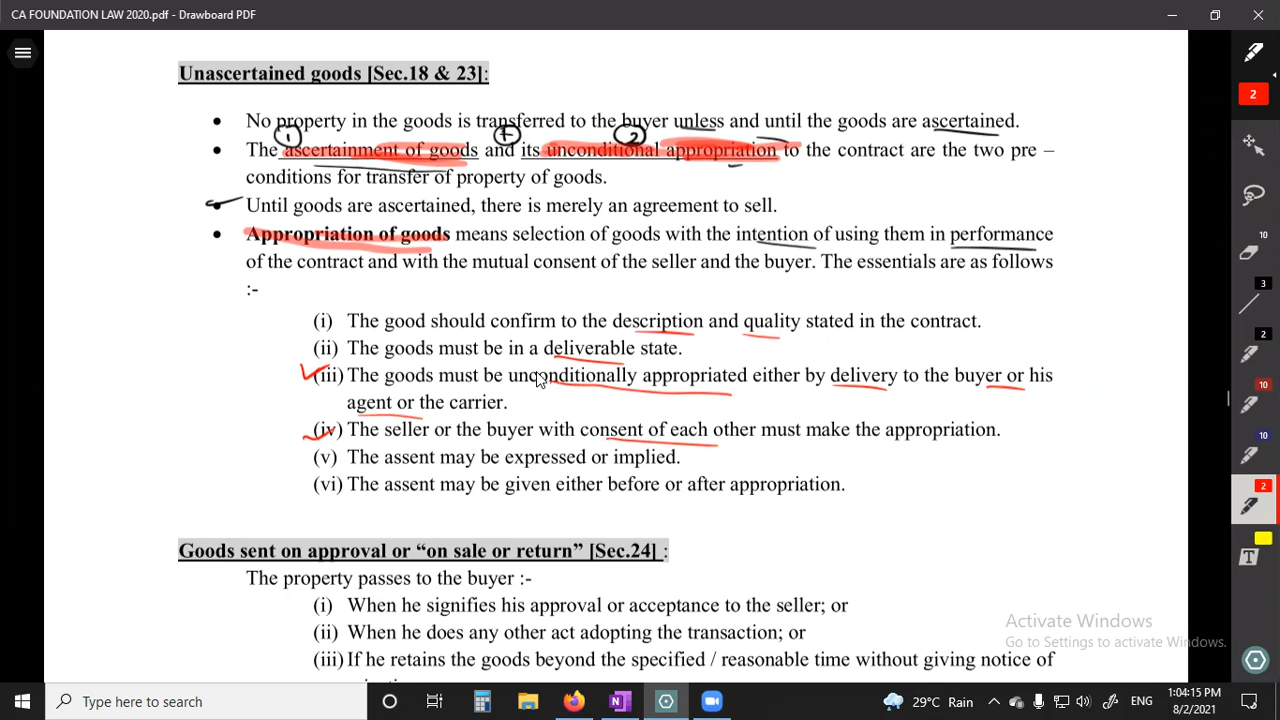 CA FOUNDATION LAW 2020.pdf - Drawboard PDF
Unascertained goods [Sec.18 & 23]:
• No property in the goods is transferred to the buyer unless and until the goods are ascertained.
1 + 2
• The ascertainment of goods and its unconditional appropriation to the contract are the two pre –
conditions for transfer of property of goods.
• Until goods are ascertained, there is merely an agreement to sell.
• Appropriation of goods means selection of goods with the intention of using them in performance
of the contract and with the mutual consent of the seller and the buyer. The essentials are as follows
:-
(i) The good should confirm to the description and quality stated in the contract.
(ii) The goods must be in a deliverable state.
(iii) The goods must be unconditionally appropriated either by delivery to the buyer or his
agent or the carrier.
(iv) The seller or the buyer with consent of each other must make the appropriation.
(v) The assent may be expressed or implied.
(vi) The assent may be given either before or after appropriation.
Goods sent on approval or “on sale or return” [Sec.24] :
The property passes to the buyer :-
(i) When he signifies his approval or acceptance to the seller; or
(ii) When he does any other act adopting the transaction; or
(iii) If he retains the goods beyond the specified / reasonable time without giving notice of
Activate Windows
Go to Settings to activate Windows.
2
10
3
2
10
10
2
T
Type here to search
29°C Rain
ENG
1:04:15 PM
8/2/2021